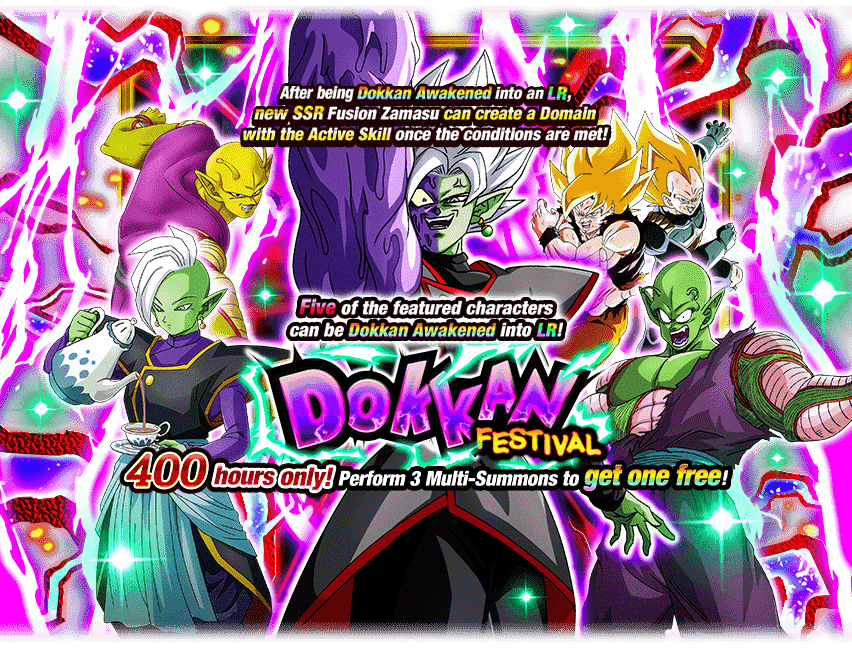 After being Dokkan Awakened into an LR,
new SSR Fusion Zamasu can create a Domain
with the Active Skill once the conditions are met!
Five of the featured characters
can be Dokkan Awakened into LR!
DOKKAN
FESTIVAL
400 hours only! Perform 3 Multi-Summons to get one free!